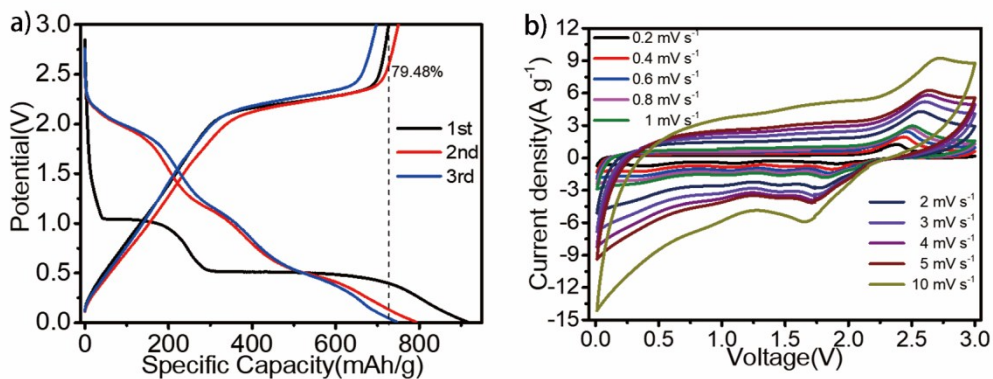 a)
3.0
2.5
2.0
1.5
1.0
0.5
0.0
Potential(V)
79.48%
1st
2nd
3rd
0 200 400 600 800
Specific Capacity(mAh/g)
b)
12
9
6
3
0
-3
-6
-9
-12
-15
Current density(A g⁻¹)
0.2 mV s⁻¹
0.4 mV s⁻¹
0.6 mV s⁻¹
0.8 mV s⁻¹
1 mV s⁻¹
2 mV s⁻¹
3 mV s⁻¹
4 mV s⁻¹
5 mV s⁻¹
10 mV s⁻¹
0.0 0.5 1.0 1.5 2.0 2.5 3.0
Voltage(V)